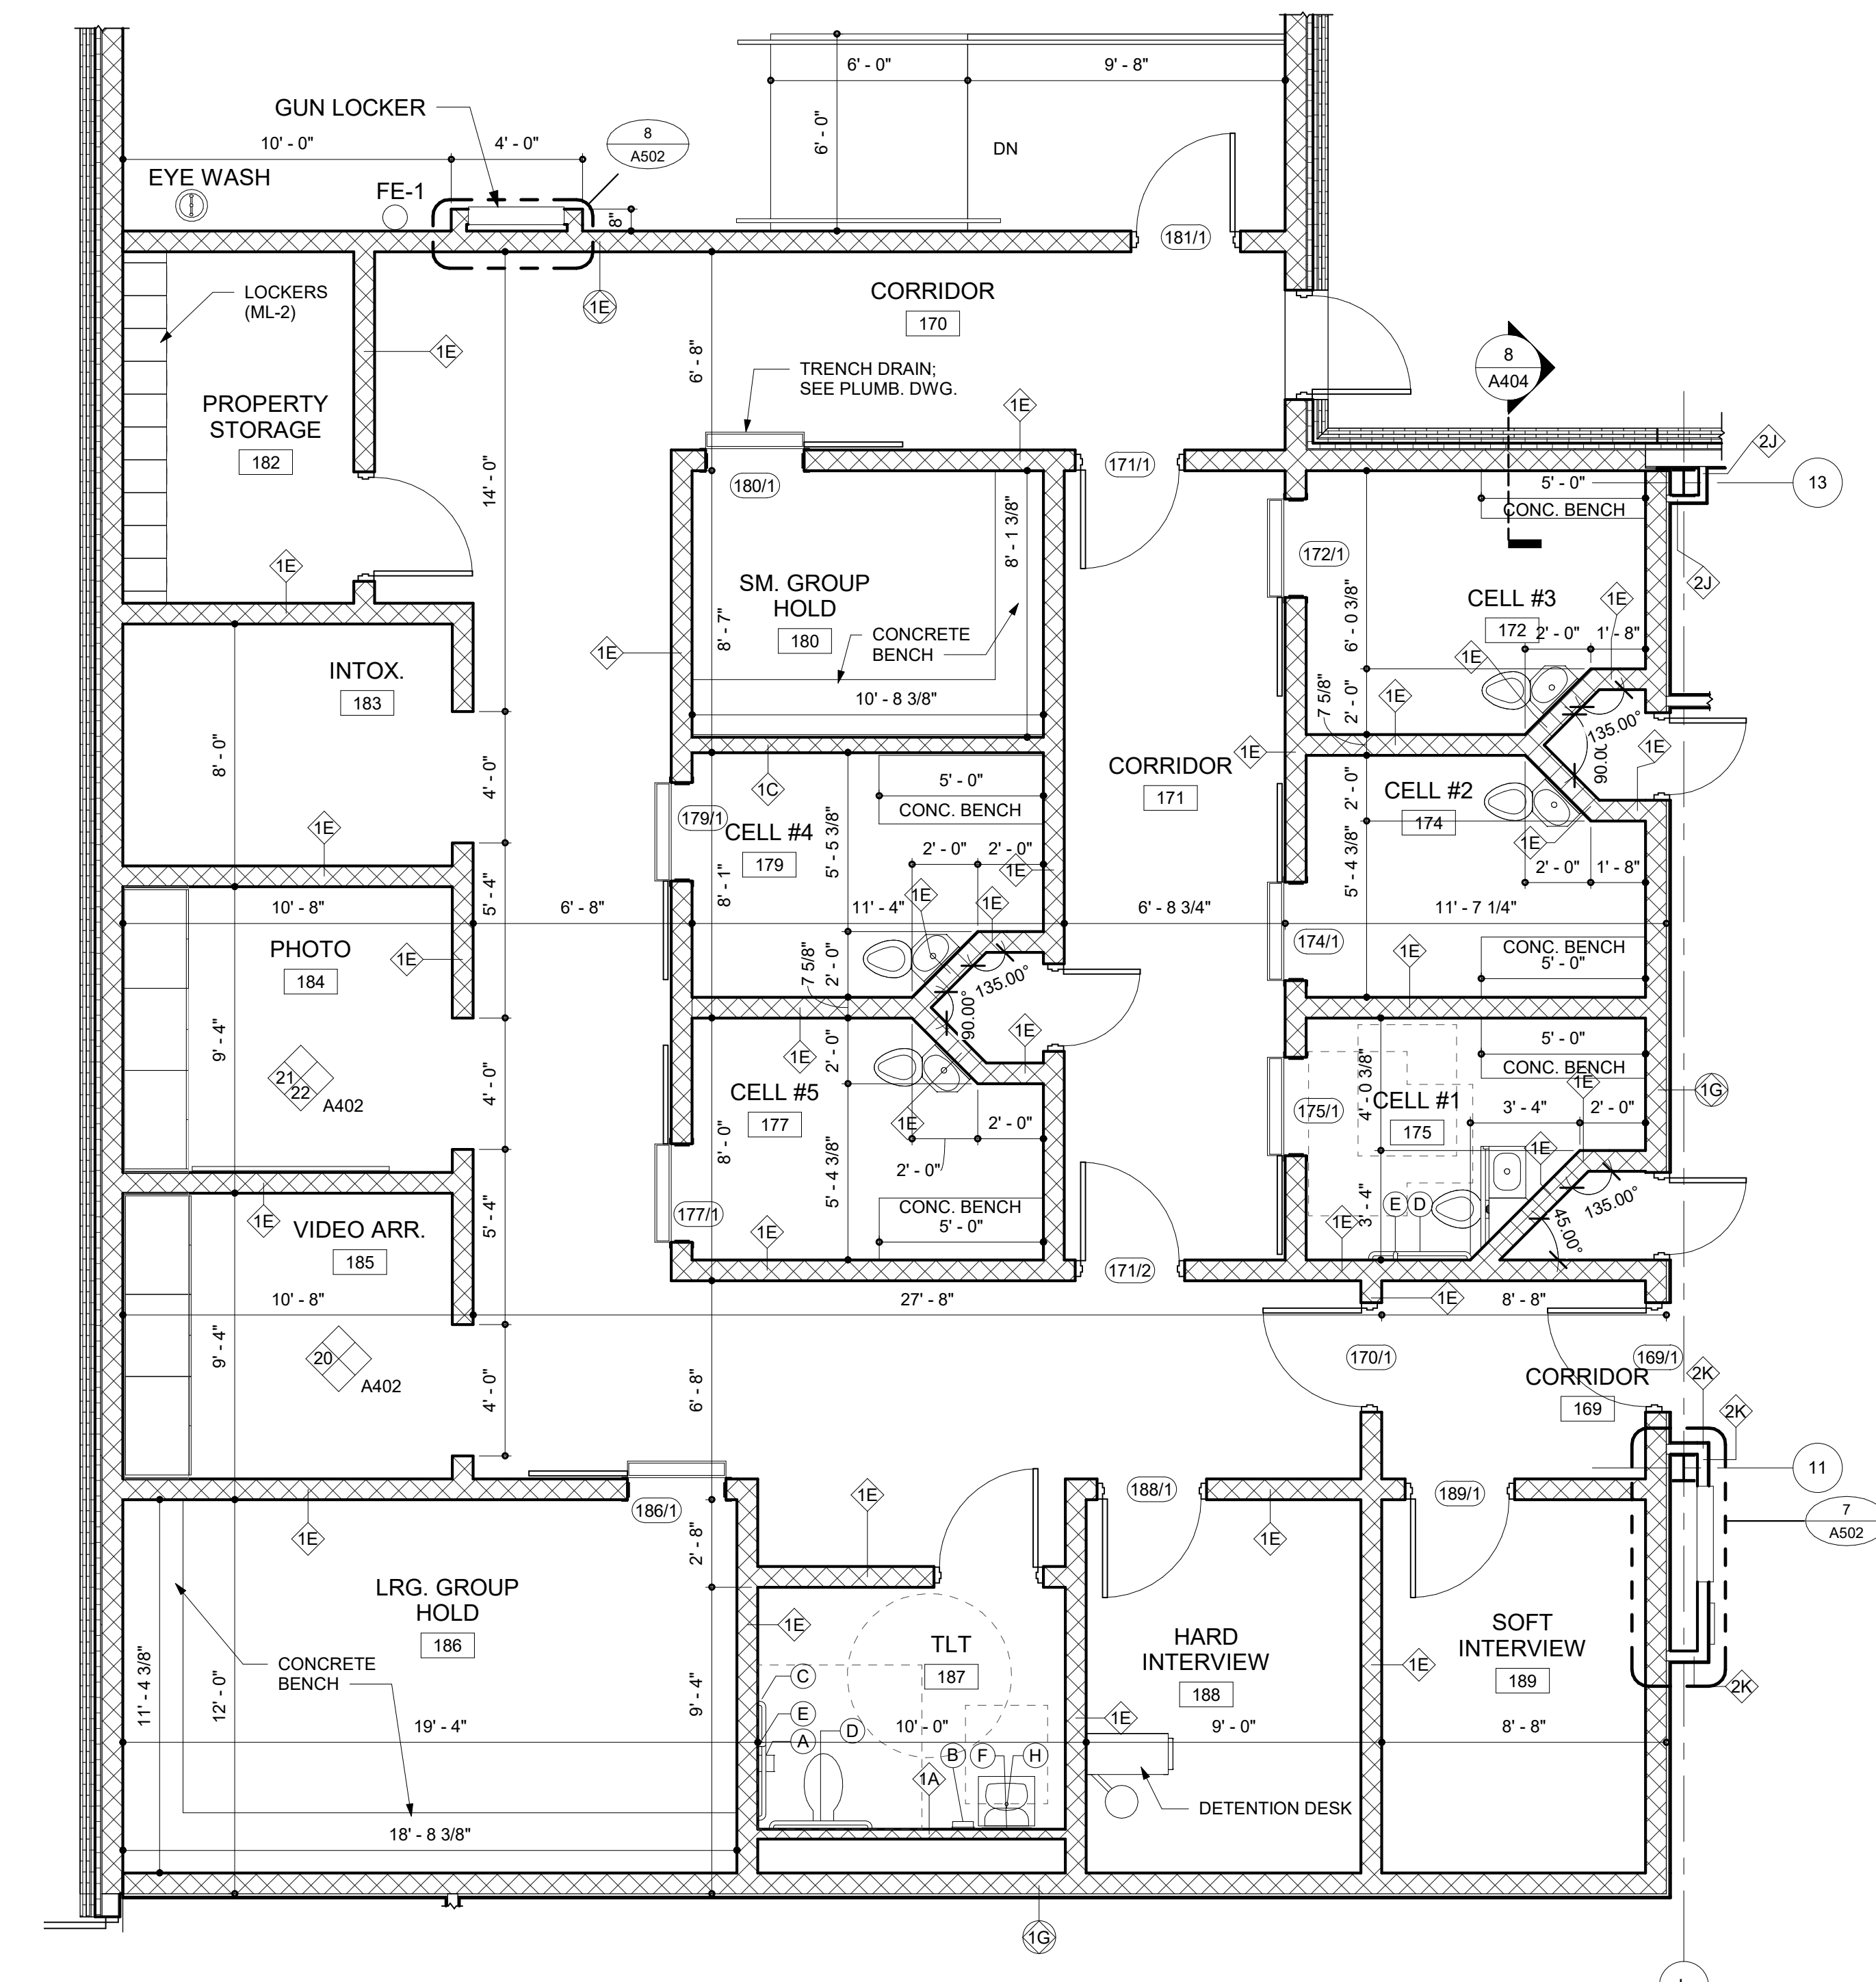 6' - 0"
9' - 8"
GUN LOCKER
10' - 0"
4' - 0"
8
A502
6' - 0"
DN
EYE WASH
FE-1
8"
181/1
LOCKERS
(ML-2)
1E
1E
CORRIDOR
170
6' - 8"
TRENCH DRAIN;
SEE PLUMB. DWG.
8
A404
PROPERTY
STORAGE
182
1E
171/1
2J
13
180/1
5' - 0"
CONC. BENCH
14' - 0"
8' - 1 3/8"
172/1
1E
SM. GROUP
HOLD
180
8' - 7"
CONCRETE
BENCH
1E
10' - 8 3/8"
CELL #3
172
6' - 0 3/8"
2' - 0"
1' - 8"
1E
2J
1E
INTOX.
183
7 5/8"
2' - 0"
1E
135.00°
90.00°
1E
1E
8' - 0"
4' - 0"
1C
CORRIDOR
171
CELL #2
174
2' - 0"
1E
5' - 0"
CONC. BENCH
179/1
CELL #4
179
8' - 1"
5' - 5 3/8"
2' - 0"
2' - 0"
1E
1E
5' - 4 3/8"
2' - 0"
1' - 8"
10' - 8"
5' - 4"
6' - 8"
11' - 4"
1E
1E
6' - 8 3/4"
11' - 7 1/4"
PHOTO
184
1E
174/1
1E
CONC. BENCH
5' - 0"
7 5/8"
2' - 0"
135.00°
90.00°
9' - 4"
21
22
A402
4' - 0"
1E
1E
2' - 0"
CELL #5
177
1E
2' - 0"
2' - 0"
8' - 0"
5' - 4 3/8"
5' - 0"
CONC. BENCH
1E
1G
175/1
4' - 0 3/8"
CELL #1
175
3' - 4"
2' - 0"
1E
135.00°
45.00°
3' - 4"
E
D
1E
1E
VIDEO ARR.
185
5' - 4"
177/1
1E
CONC. BENCH
5' - 0"
171/2
10' - 8"
27' - 8"
1E
8' - 8"
9' - 4"
20
A402
4' - 0"
6' - 8"
170/1
169/1
CORRIDOR
169
2K
2K
11
1E
186/1
1E
188/1
1E
189/1
7
A502
2' - 8"
LRG. GROUP
HOLD
186
CONCRETE
BENCH
11' - 4 3/8"
12' - 0"
19' - 4"
18' - 8 3/8"
9' - 4"
1E
C
E
A
D
TLT
187
10' - 0"
B
F
H
1A
HARD
INTERVIEW
188
1E
9' - 0"
DETENTION DESK
1E
SOFT
INTERVIEW
189
8' - 8"
2K
1G